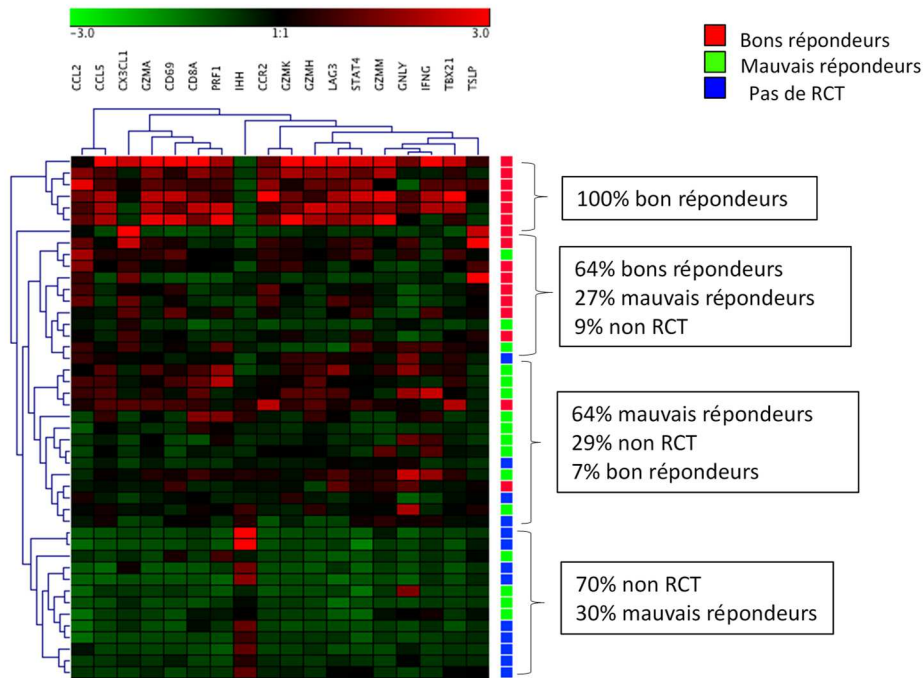 -3.0
1:1
3.0
CCL2
CCL5
CX3CL1
GZMA
CD69
CD8A
PRF1
IHH
CCR2
GZMK
GZMH
LAG3
STAT4
GZMM
GNLY
IFNG
TBX21
TSLP
Bons répondeurs
Mauvais répondeurs
Pas de RCT
100% bon répondeurs
64% bons répondeurs
27% mauvais répondeurs
9% non RCT
64% mauvais répondeurs
29% non RCT
7% bon répondeurs
70% non RCT
30% mauvais répondeurs